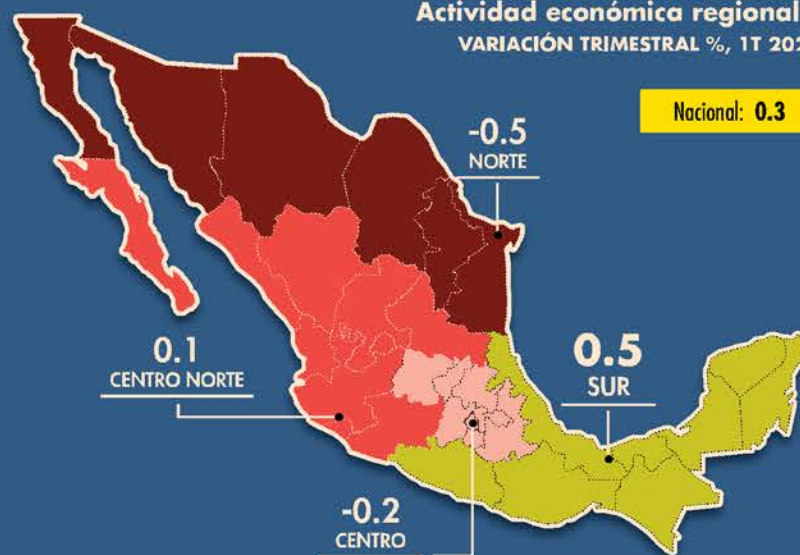 Actividad económica regional
VARIACIÓN TRIMESTRAL %, 1T
Nacional: 0.3
-0.5
NORTE
0.1
CENTRO NORTE
0.5
SUR
-0.2
CENTRO